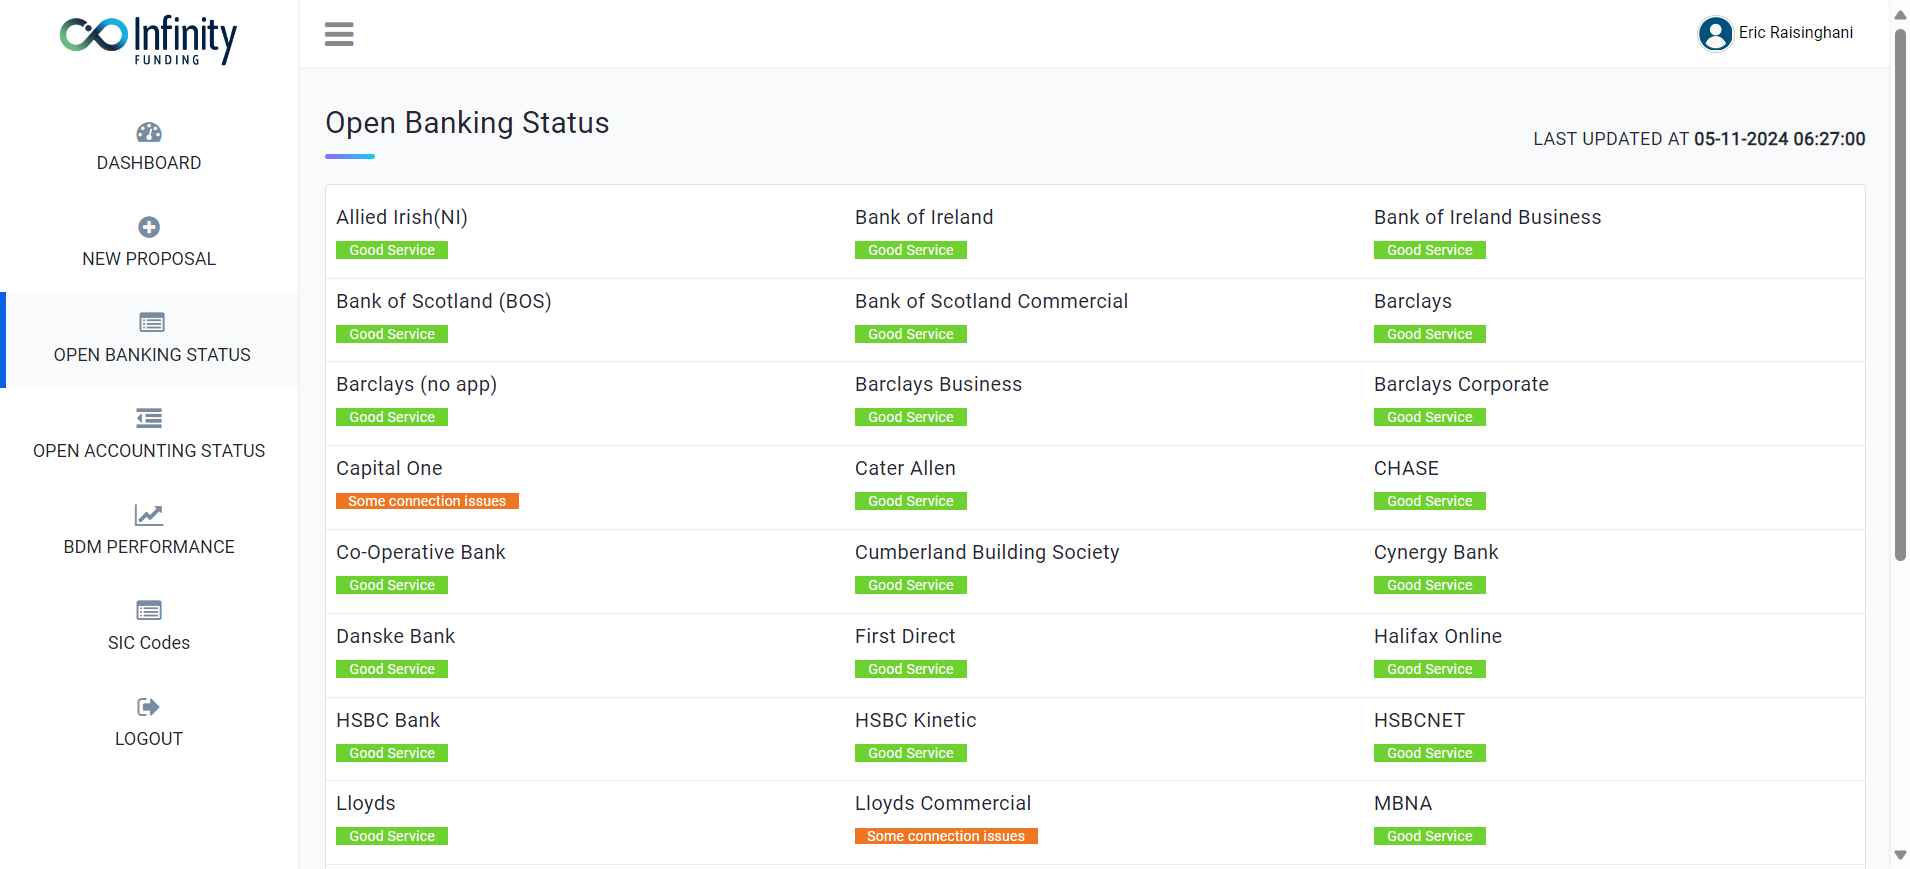 Infinity
FUNDING
Eric Raisinghani
DASHBOARD
NEW PROPOSAL
OPEN BANKING STATUS
OPEN ACCOUNTING STATUS
BDM PERFORMANCE
SIC Codes
LOGOUT
Open Banking Status
LAST UPDATED AT 05-11-2024 06:27:00
Allied Irish(NI)
Good Service
Bank of Ireland
Good Service
Bank of Ireland Business
Good Service
Bank of Scotland (BOS)
Good Service
Bank of Scotland Commercial
Good Service
Barclays
Good Service
Barclays (no app)
Good Service
Barclays Business
Good Service
Barclays Corporate
Good Service
Capital One
Some connection issues
Cater Allen
Good Service
CHASE
Good Service
Co-Operative Bank
Good Service
Cumberland Building Society
Good Service
Cynergy Bank
Good Service
Danske Bank
Good Service
First Direct
Good Service
Halifax Online
Good Service
HSBC Bank
Good Service
HSBC Kinetic
Good Service
HSBCNET
Good Service
Lloyds
Good Service
Lloyds Commercial
Some connection issues
MBNA
Good Service